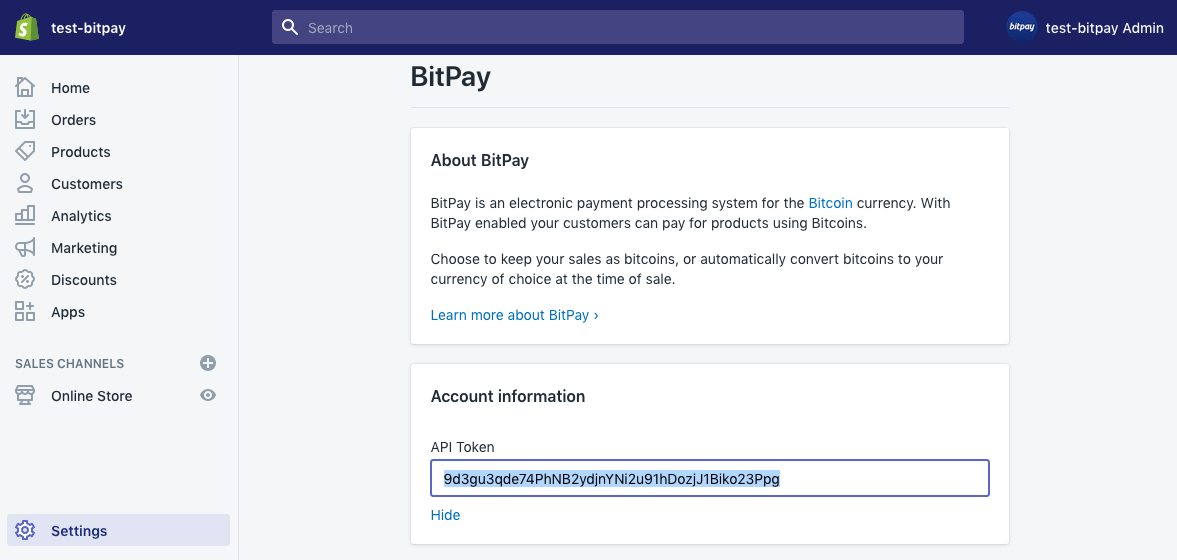 test-bitpay
Search
bitpay
test-bitpay Admin
Home
Orders
Products
Customers
Analytics
Marketing
Discounts
Apps
SALES CHANNELS
Online Store
Settings
BitPay
About BitPay
BitPay is an electronic payment processing system for the Bitcoin currency. With
BitPay enabled your customers can pay for products using Bitcoins.
Choose to keep your sales as bitcoins, or automatically convert bitcoins to your
currency of choice at the time of sale.
Learn more about BitPay ›
Account information
API Token
9d3gu3qde74PhNB2ydjnYNi2u91hDozjJ1Biko23Ppg
Hide